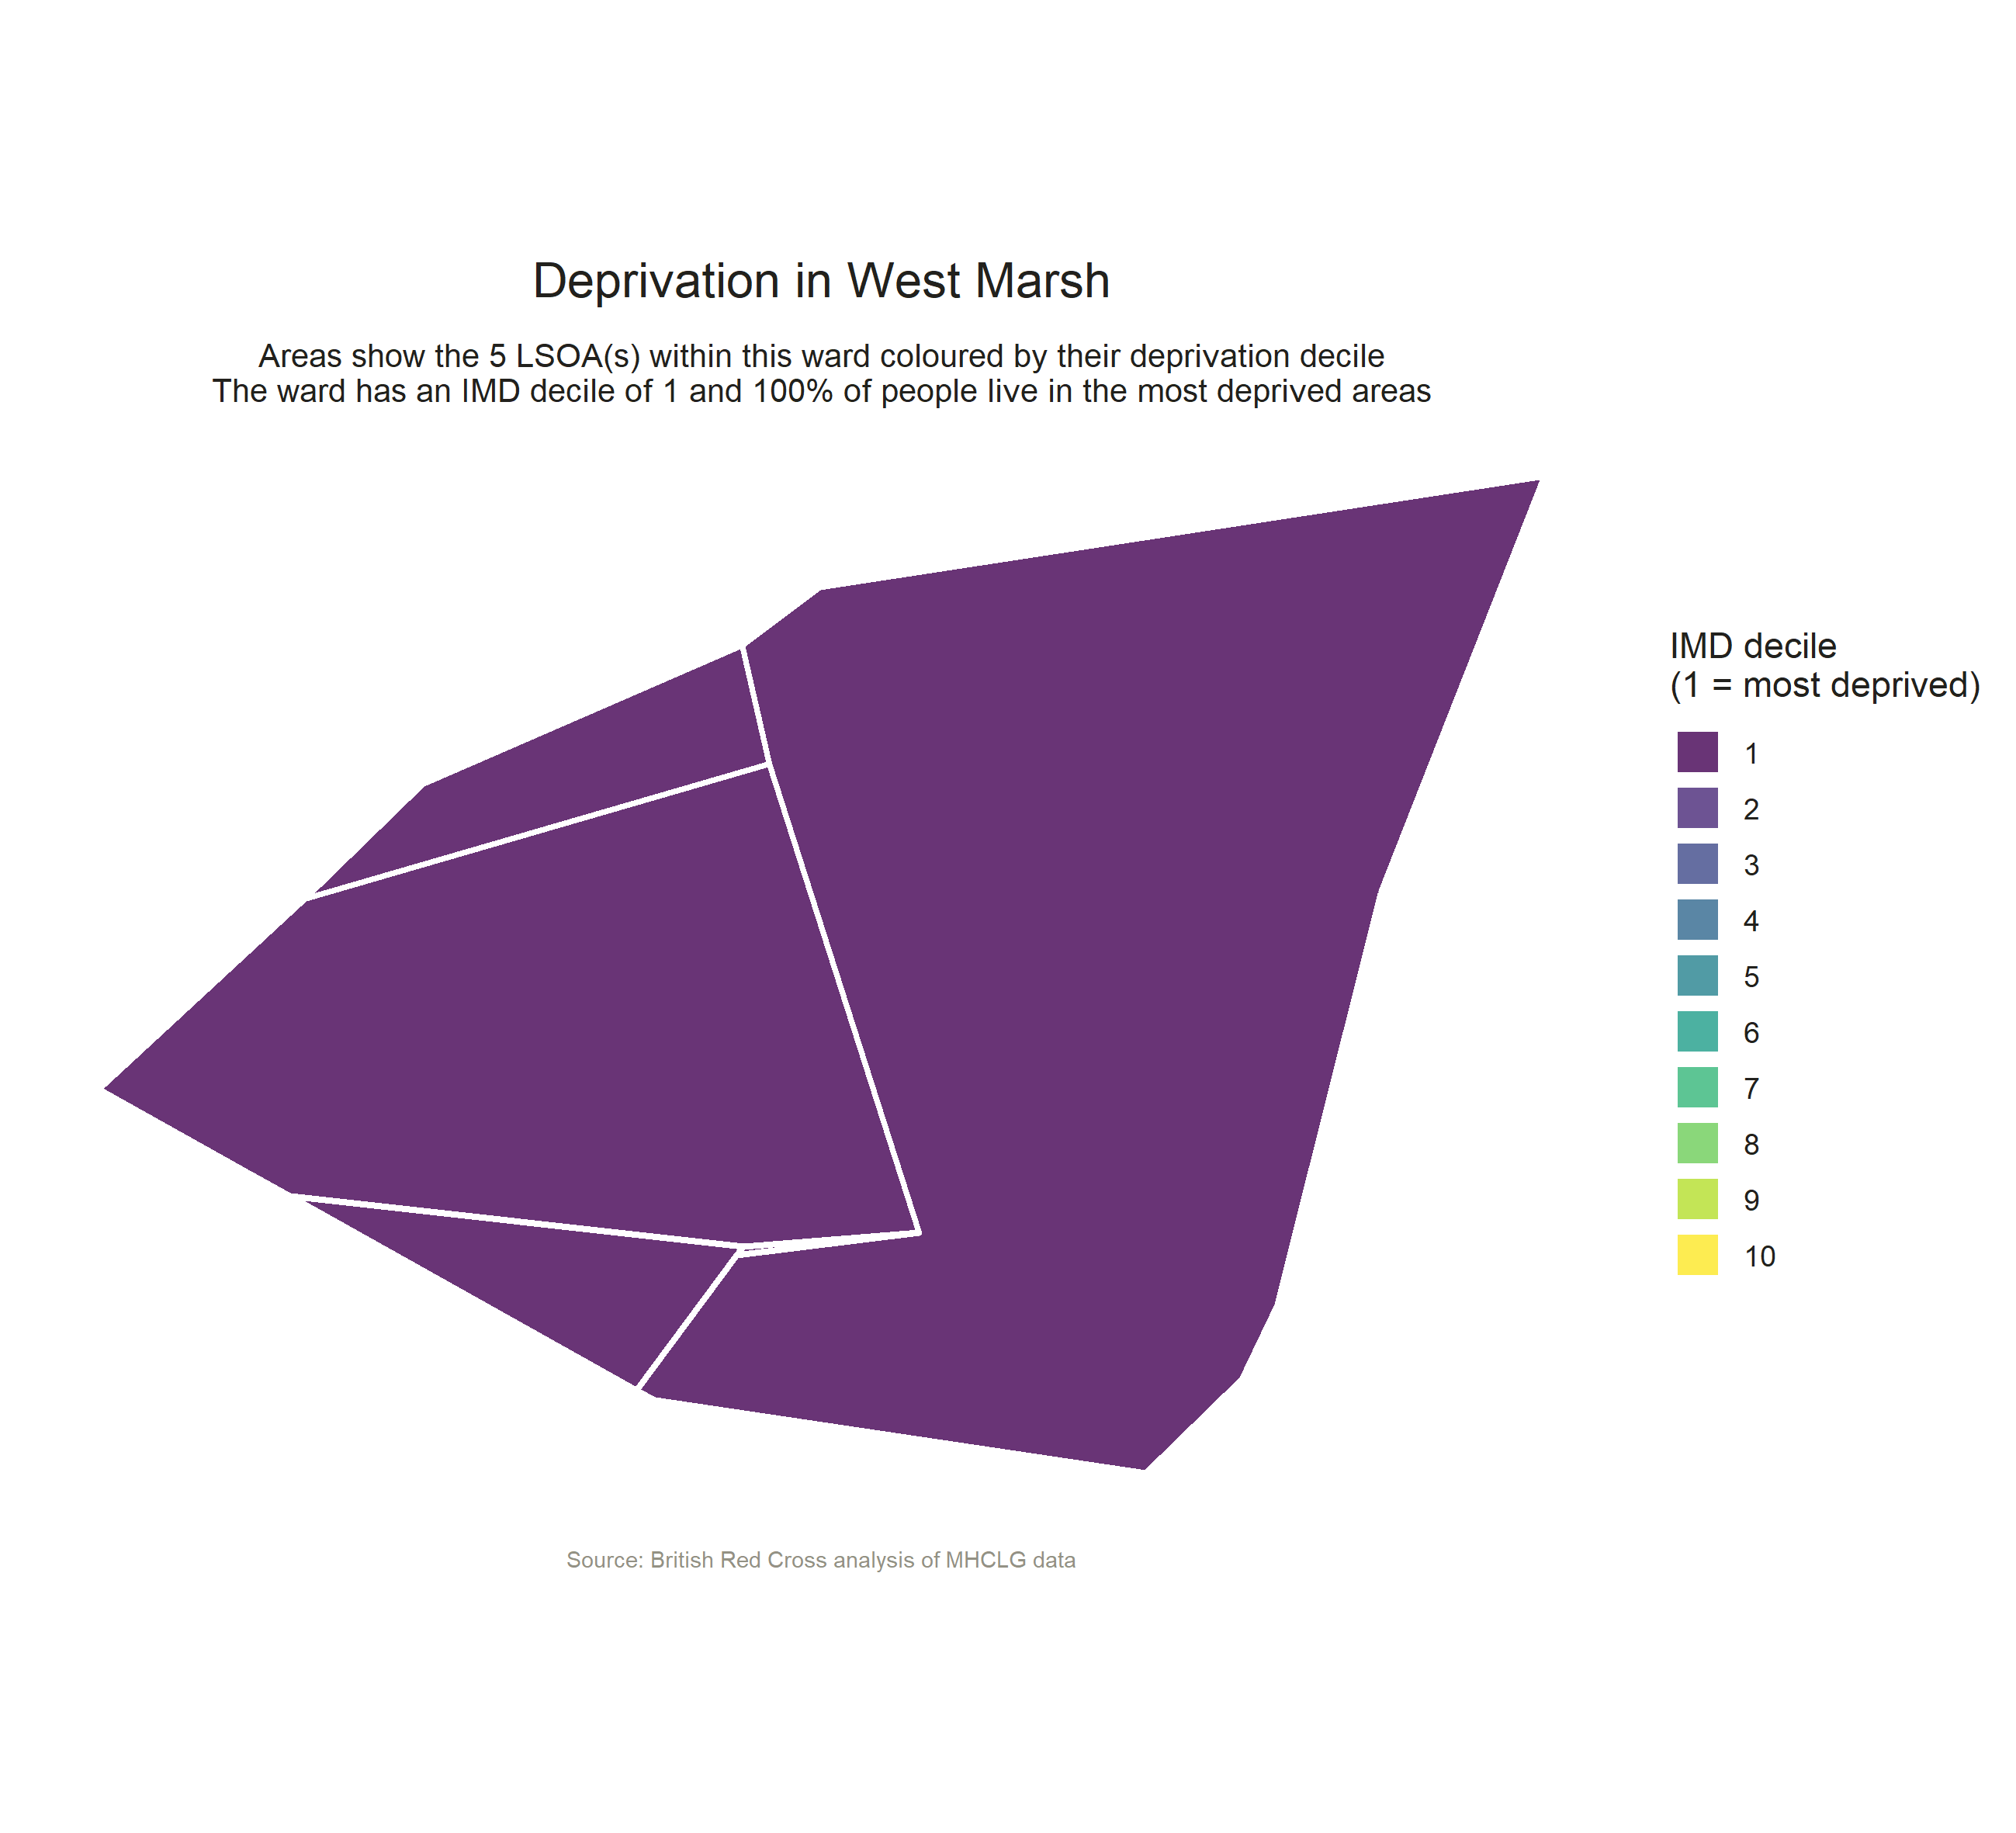 Deprivation in West Marsh
Areas show the 5 LSOA(s) within this ward coloured by their deprivation decile
The ward has an IMD decile of 1 and 100% of people live in the most deprived areas
IMD decile
(1 = most deprived)
1
2
3
4
5
6
7
8
9
10
Source: British Red Cross analysis of MHCLG data